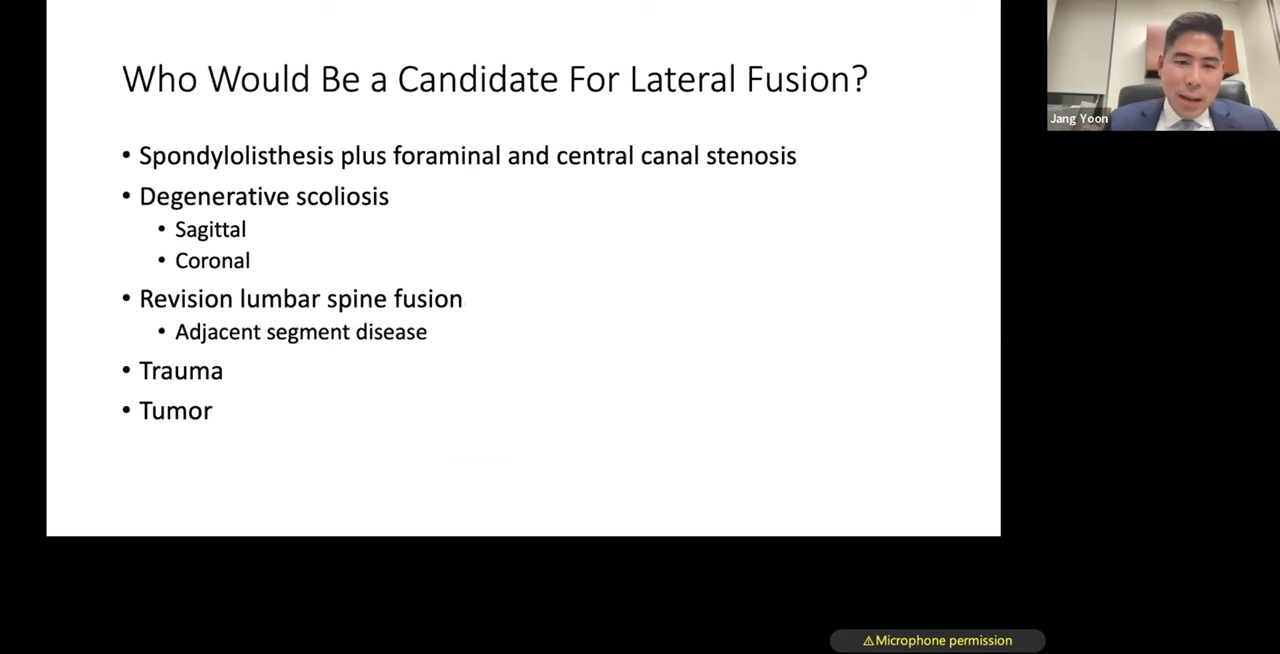 Who Would Be a Candidate For Lateral Fusion?
• Spondylolisthesis plus foraminal and central canal stenosis
• Degenerative scoliosis
• Sagittal
• Coronal
• Revision lumbar spine fusion
• Adjacent segment disease
• Trauma
• Tumor
Jang Yoon
⚠Microphone permission